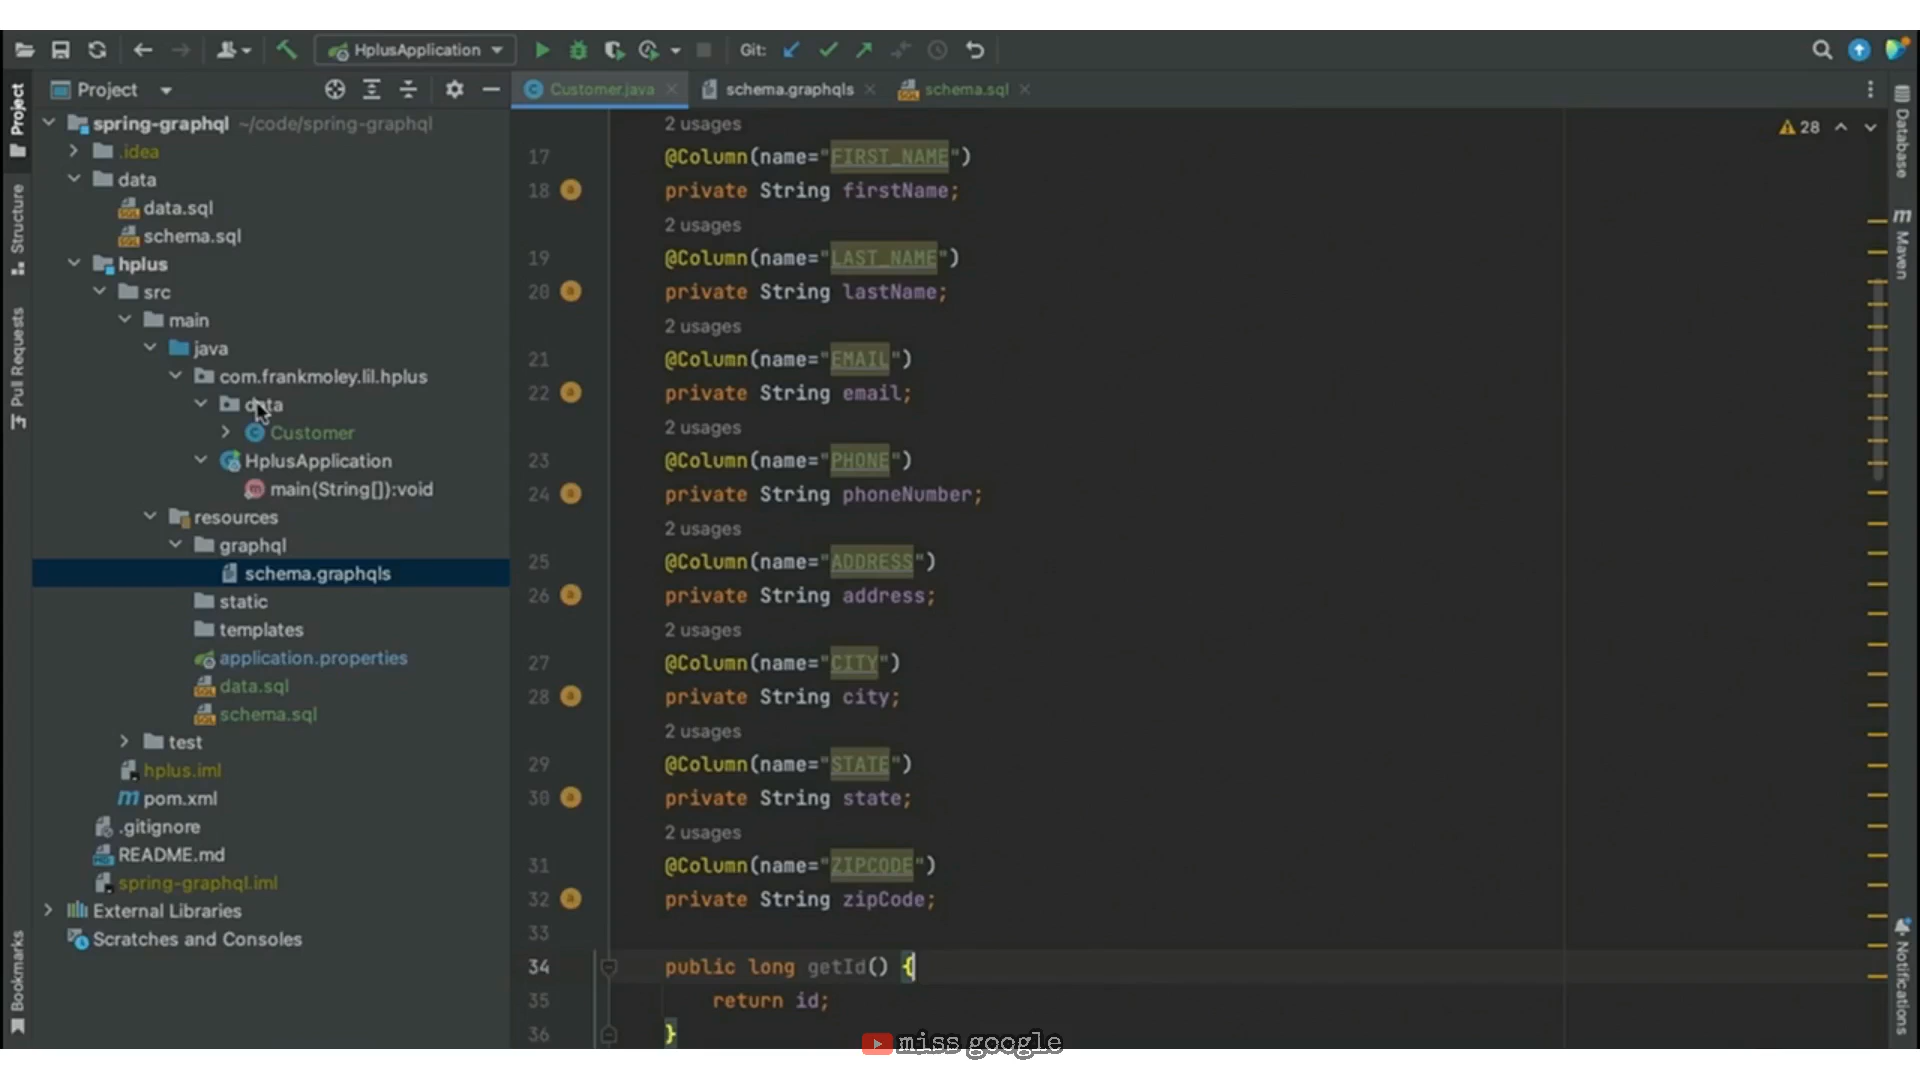 HplusApplication
Git:
Project
Customer.java
schema.graphqls
schema.sql
Project
Structure
Pull Requests
Bookmarks
spring-graphql ~/code/spring-graphql
.idea
data
data.sql
schema.sql
hplus
src
main
java
com.frankmoley.lil.hplus
data
Customer
HplusApplication
main(String[]):void
resources
graphql
schema.graphqls
static
templates
application.properties
data.sql
schema.sql
test
hplus.iml
pom.xml
.gitignore
README.md
spring-graphql.iml
External Libraries
Scratches and Consoles
28
2 usages
17 @Column(name="FIRST_NAME")
18 private String firstName;
2 usages
19 @Column(name="LAST_NAME")
20 private String lastName;
2 usages
21 @Column(name="EMAIL")
22 private String email;
2 usages
23 @Column(name="PHONE")
24 private String phoneNumber;
2 usages
25 @Column(name="ADDRESS")
26 private String address;
2 usages
27 @Column(name="CITY")
28 private String city;
2 usages
29 @Column(name="STATE")
30 private String state;
2 usages
31 @Column(name="ZIPCODE")
32 private String zipCode;
33
34 public long getId() {
35 return id;
36 }
Database
Maven
Notifications
miss google